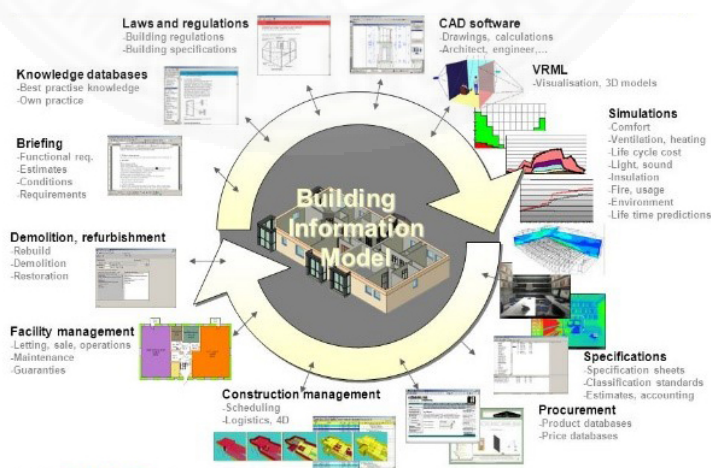 Laws and regulations
-Building regulations
-Building specifications
CAD software
-Drawings, calculations
-Architect, engineer,...
Knowledge databases
-Best practise knowledge
-Own practice
VRML
-Visualisation, 3D models
Simulations
-Comfort
-Ventilation, heating
-Life cycle cost
-Light, sound
-Insulation
-Fire, usage
-Environment
-Life time predictions
Briefing
-Functional req.
-Estimates
-Conditions
-Requirements
Building
Information
Model
Demolition, refurbishment
-Rebuild
-Demolition
-Restoration
Facility management
-Letting, sale, operations
-Maintenance
-Guaranties
Specifications
-Specification sheets
-Classification standards
-Estimates, accounting
Construction management
-Scheduling
-Logistics, 4D
Procurement
-Product databases
-Price databases